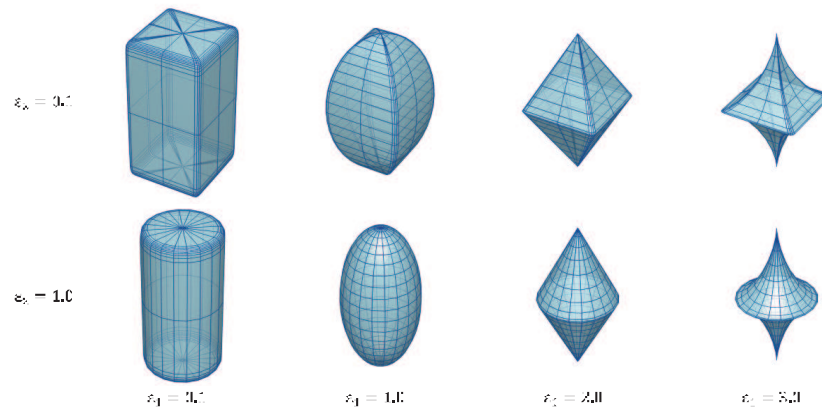 ε₂ = 0.1
ε₂ = 1.0
ε₁ = 0.1 ε₁ = 1.0 ε₁ = 2.0 ε₁ = 3.0